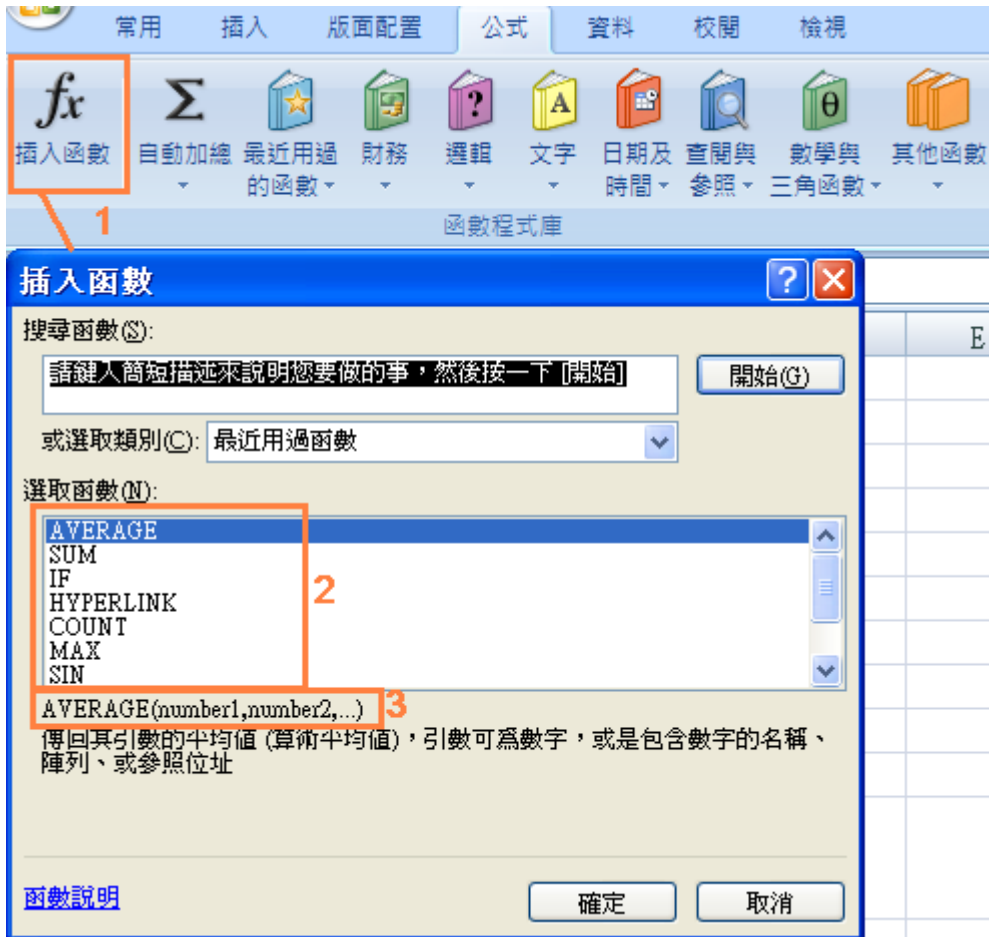 常用 插入 版面配置 公式 資料 校閱 檢視
fx Σ ? A θ
插入函數 自動加總 最近用過的函數 財務 邏輯 文字 日期及時間 查閱與參照 數學與三角函數 其他函數
1
函數程式庫
插入函數 ?
E
搜尋函數(S):
請鍵入簡短描述來說明您要做的事，然後按一下 [開始]
開始(G)
或選取類別(C): 最近用過函數
選取函數(N):
AVERAGE
SUM
IF
HYPERLINK
2
COUNT
MAX
SIN
AVERAGE(number1,number2,...) 3
傳回其引數的平均值 (算術平均值)，引數可為數字，或是包含數字的名稱、
陣列、或參照位址
函數說明 確定 取消